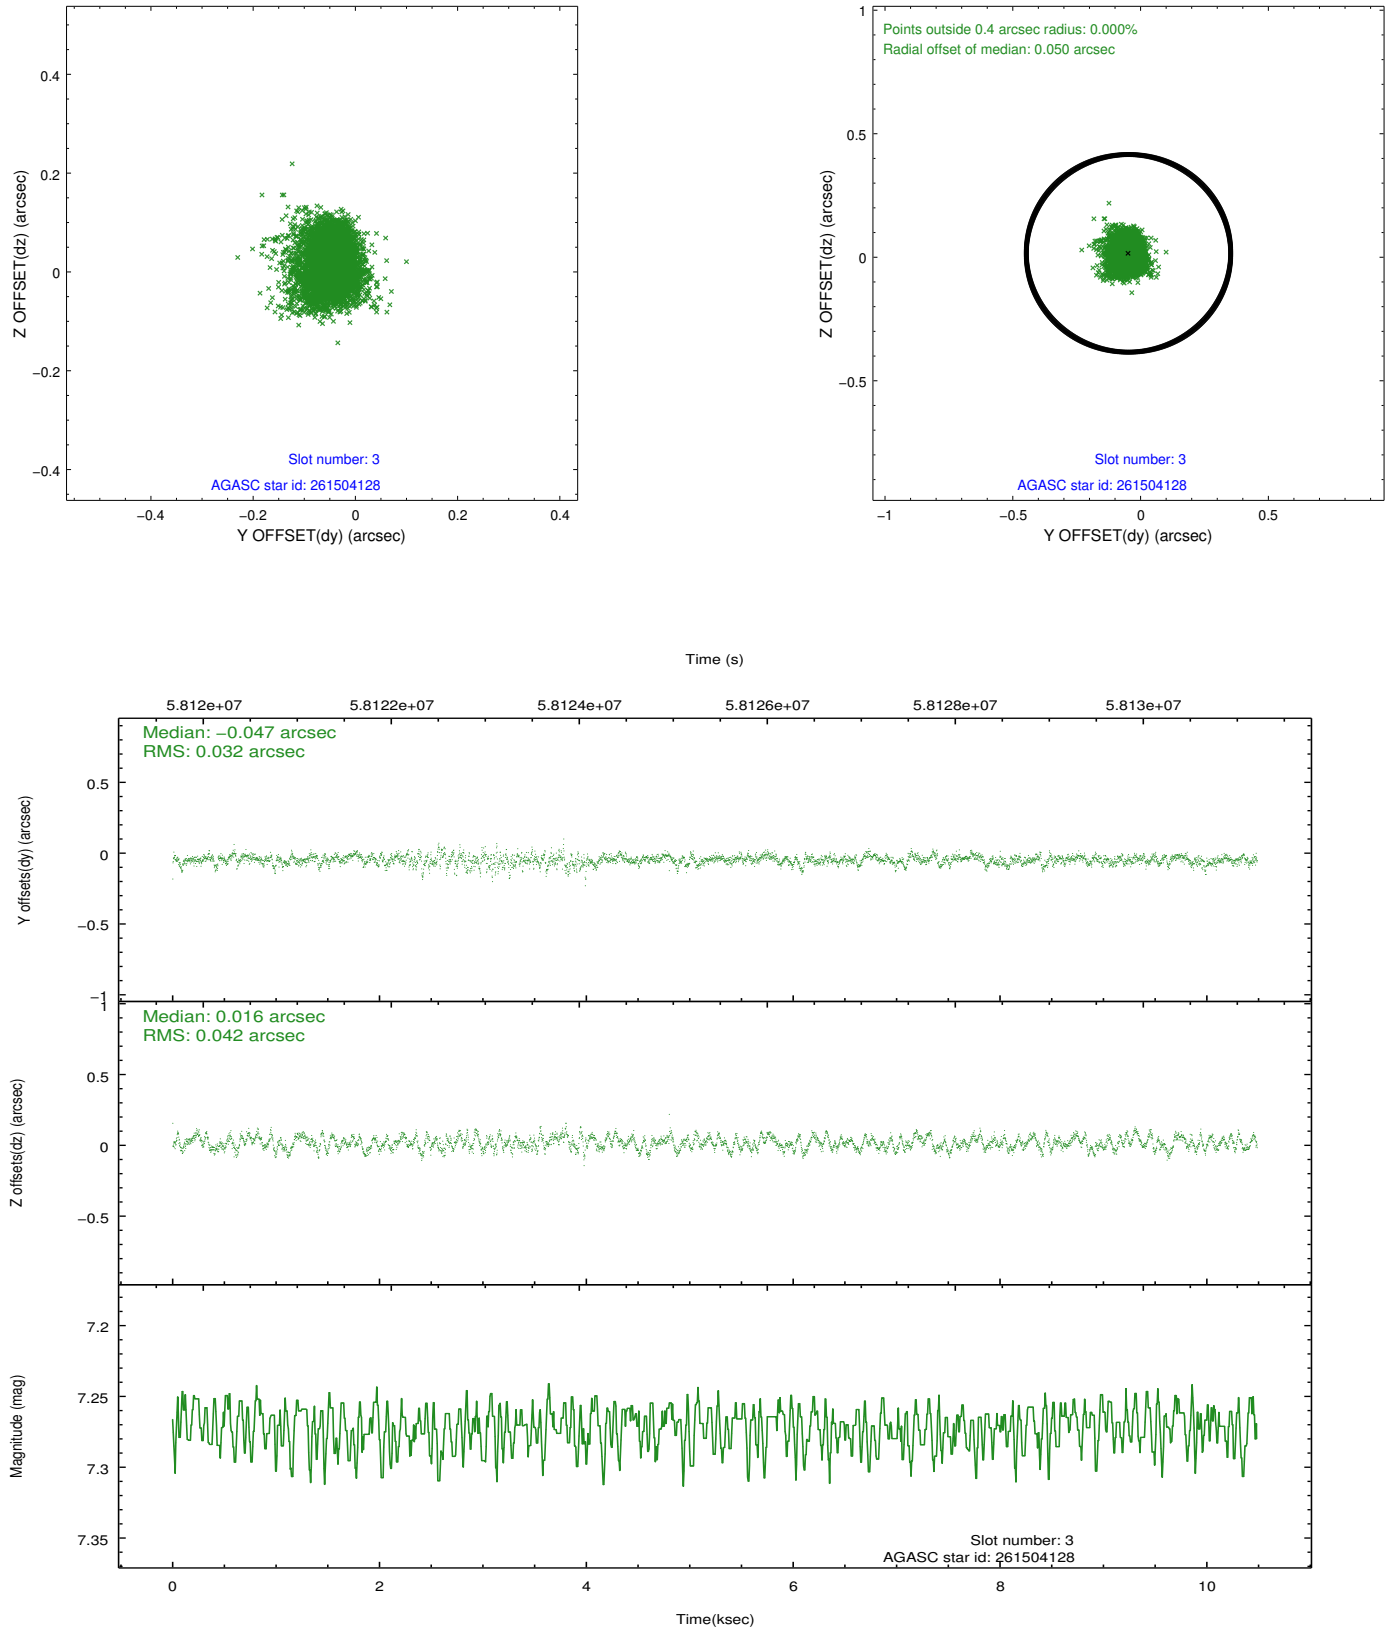 0.4
0.2
0
−0.2
−0.4
Z OFFSET(dz) (arcsec)
Slot number: 3
AGASC star id: 261504128
−0.4 −0.2 0 0.2 0.4
Y OFFSET(dy) (arcsec)
Points outside 0.4 arcsec radius: 0.000%
Radial offset of median: 0.050 arcsec
1
0.5
0
−0.5
Z OFFSET(dz) (arcsec)
Slot number: 3
AGASC star id: 261504128
−1 −0.5 0 0.5
Y OFFSET(dy) (arcsec)
Time (s)
5.812e+07 5.8122e+07 5.8124e+07 5.8126e+07 5.8128e+07 5.813e+07
Median: −0.047 arcsec
RMS: 0.032 arcsec
0.5
0
−0.5
−1
Y offsets(dy) (arcsec)
Median: 0.016 arcsec
RMS: 0.042 arcsec
1
0.5
0
−0.5
Z offsets(dz) (arcsec)
7.2
7.25
7.3
7.35
Magnitude (mag)
Slot number: 3
AGASC star id: 261504128
0 2 4 6 8 10
Time(ksec)